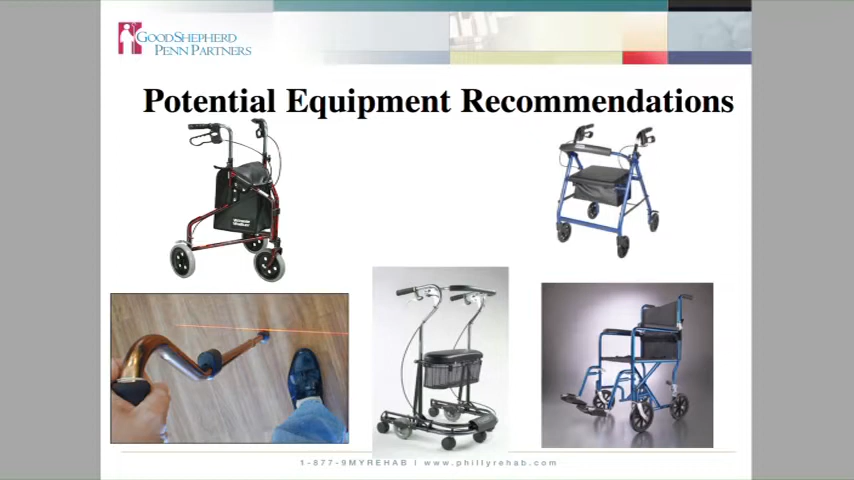 GOODSHEPHERD
PENN PARTNERS
Potential Equipment Recommendations
1-877-9MYREHAB | www.phillyrehab.com